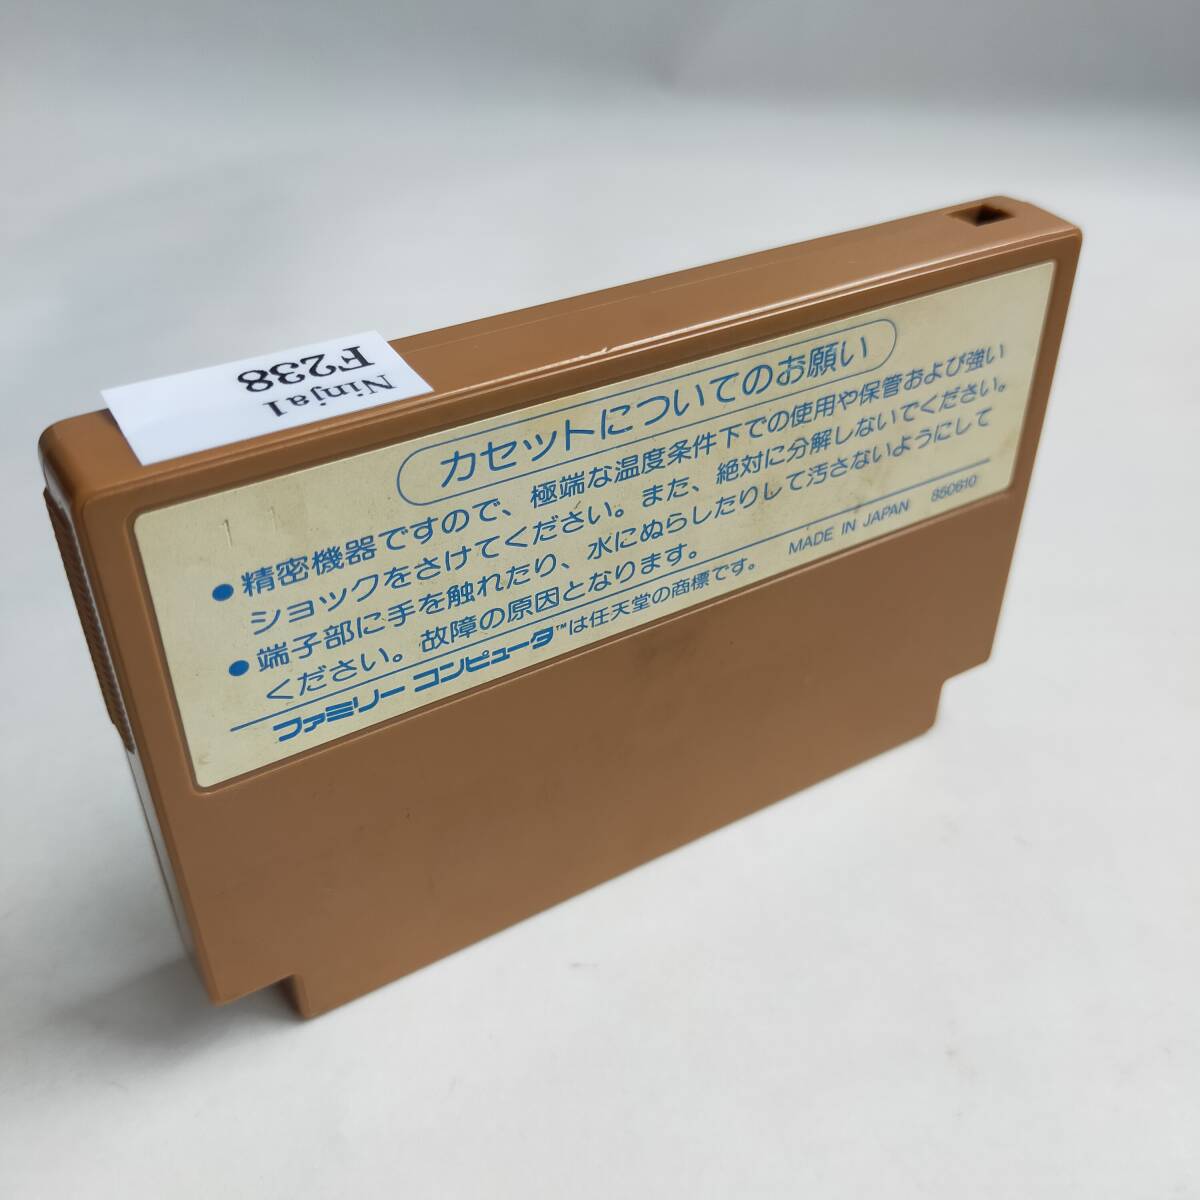 Ninja1
F238
カセットについてのお願い
●精密機器ですので、極端な温度条件下での使用や保管および強い
ショックをさけてください。また、絶対に分解しないでください。
●端子部に手を触れたり、水にぬらしたりして汚さないようにして
ください。故障の原因となります。
MADE IN JAPAN 850610
ファミリーコンピュータ™は任天堂の商標です。